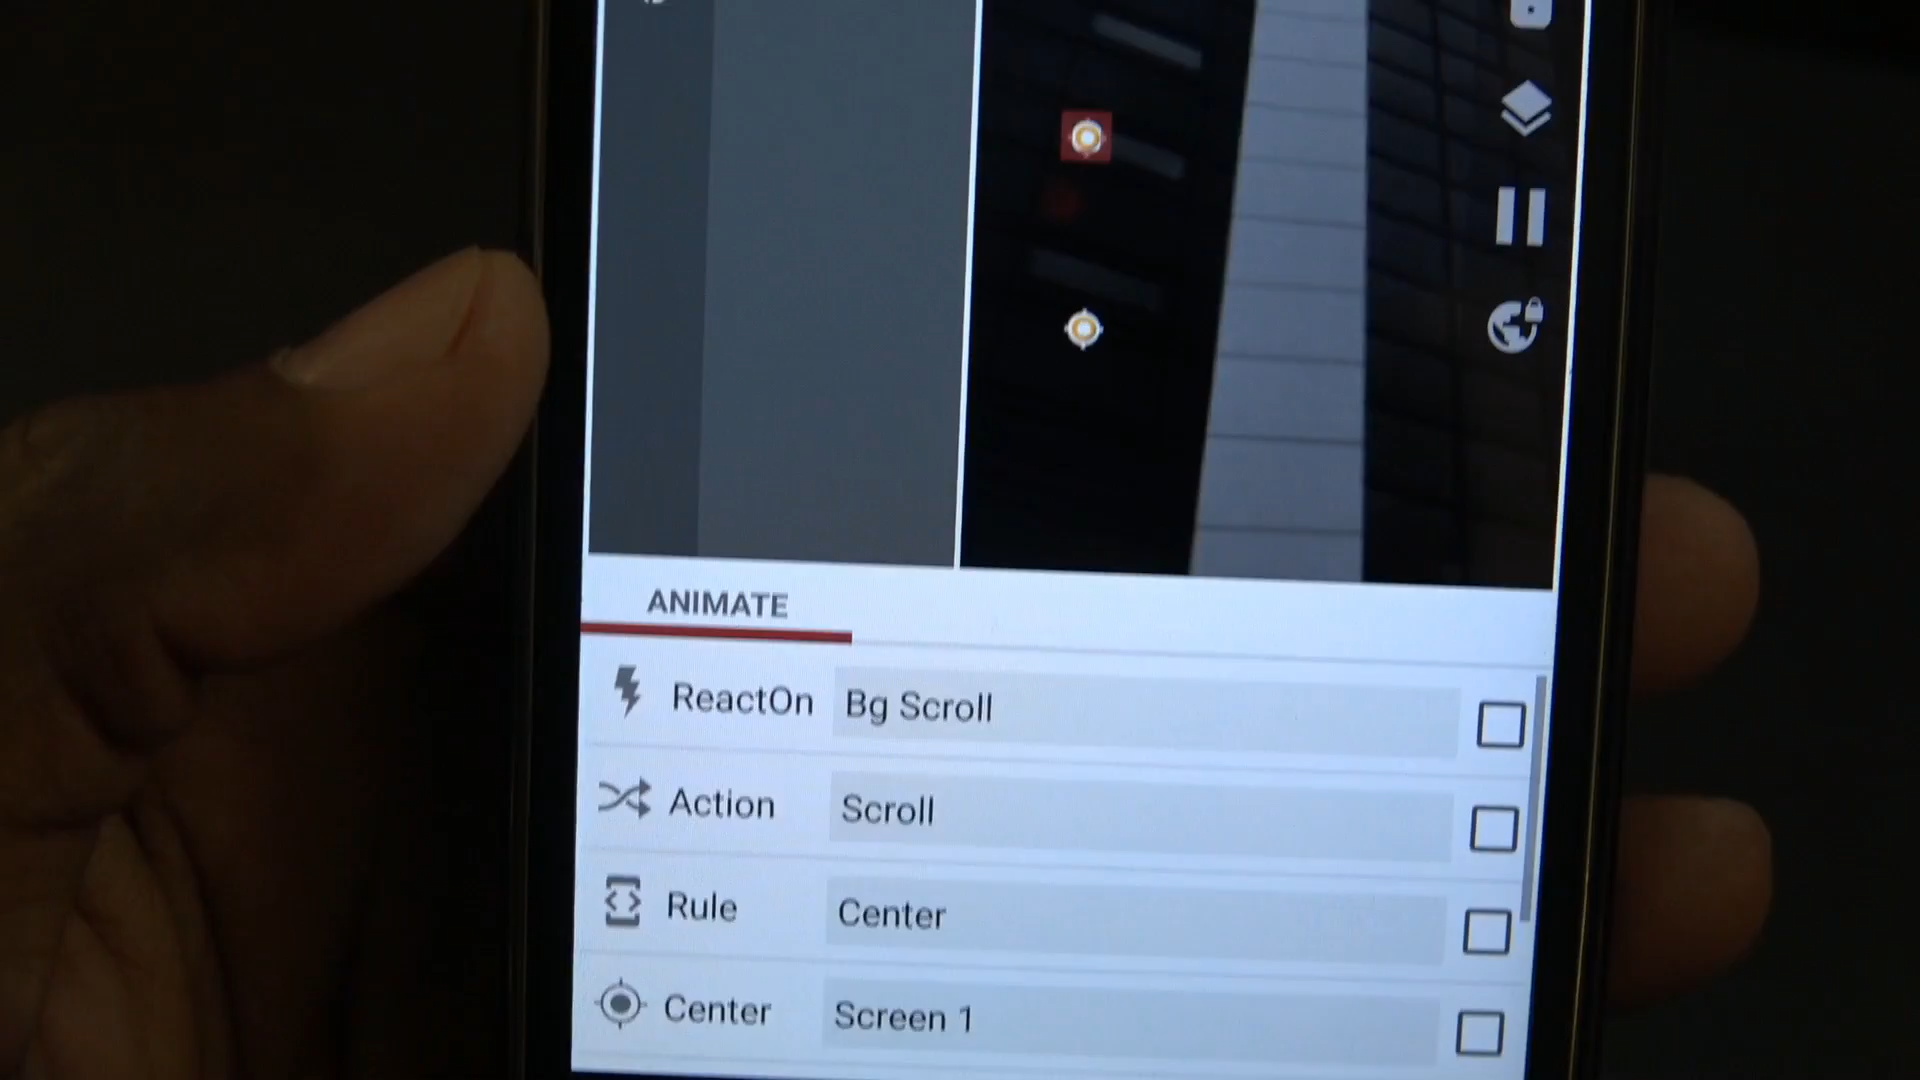 ANIMATE
ReactOn Bg Scroll
Action Scroll
Rule Center
Center Screen 1